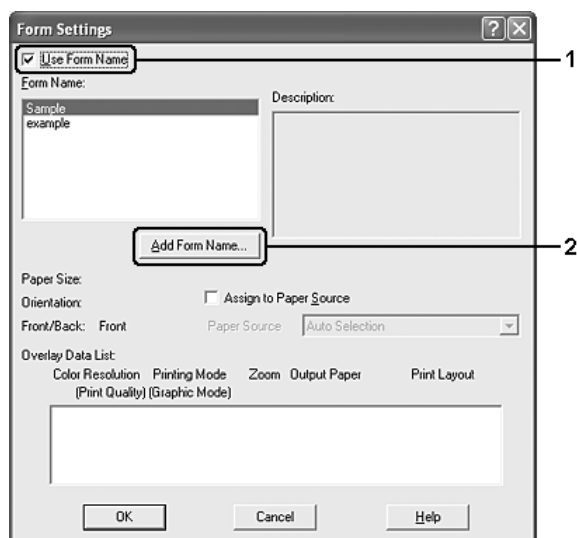 Form Settings
Use Form Name
1
Form Name:
Description:
Sample
example
Add Form Name...
2
Paper Size:
Orientation:
Assign to Paper Source
Front/Back: Front
Paper Source
Auto Selection
Overlay Data List:
Color Resolution Printing Mode Zoom Output Paper Print Layout
(Print Quality) (Graphic Mode)
OK Cancel Help